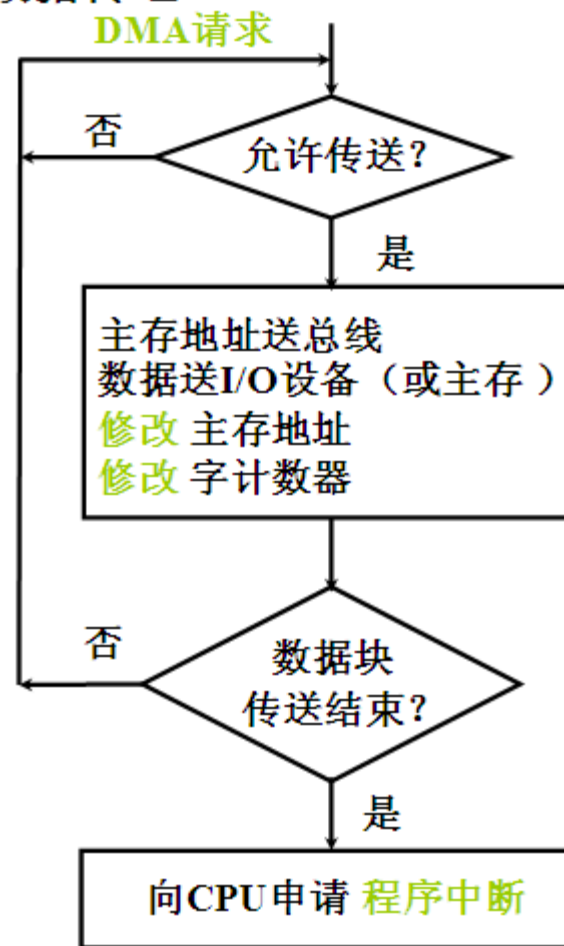 DMA请求
否
允许传送?
是
主存地址送总线
数据送I/O设备（或主存 ）
修改 主存地址
修改 字计数器
否
数据块
传送结束?
是
向CPU申请 程序中断